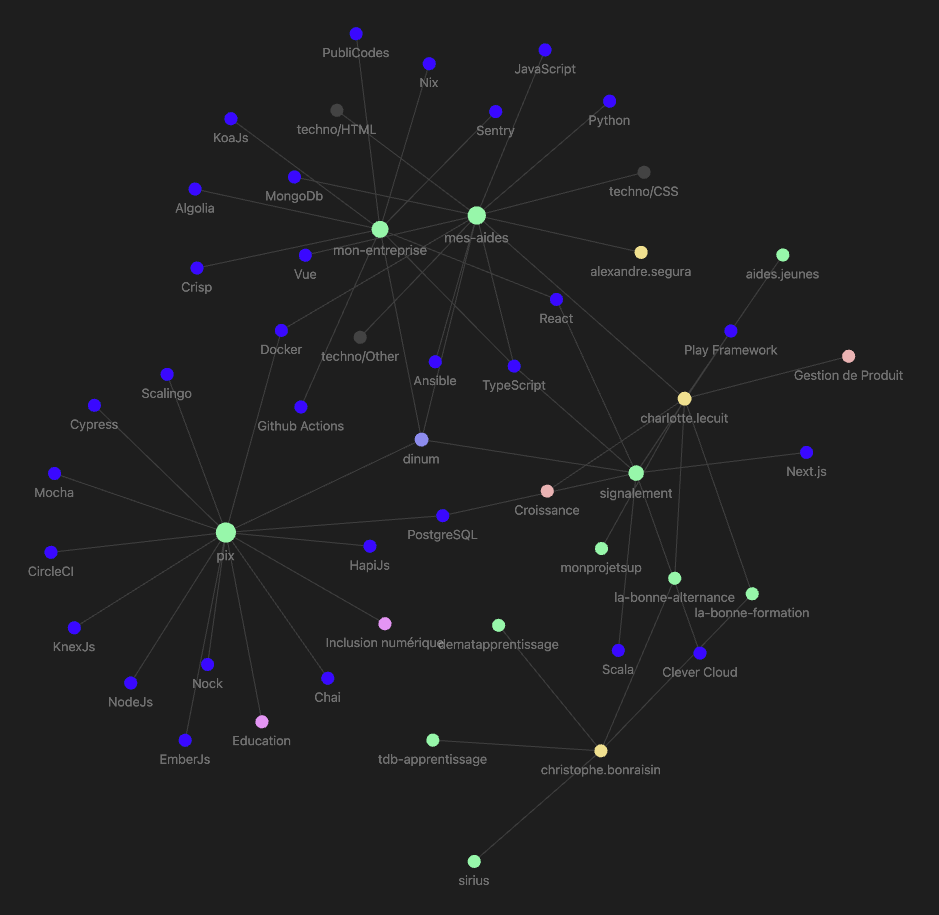 PubliCodes
JavaScript
Nix
techno/HTML
Sentry
Python
KoaJs
MongoDb
techno/CSS
Algolia
mon-entreprise
mes-aides
Crisp
Vue
alexandre.segura
aides.jeunes
React
Docker
techno/Other
Play Framework
Ansible
TypeScript
Gestion de Produit
Scalingo
Cypress
Github Actions
charlotte.lecuit
dinum
Next.js
Mocha
signalement
Croissance
PostgreSQL
pix
CircleCI
HapiJs
monprojetsup
la-bonne-alternance
la-bonne-formation
KnexJs
Inclusion numérique
dematapprentissage
Scala
Clever Cloud
NodeJs
Nock
Chai
Education
EmberJs
tdb-apprentissage
christophe.bonraisin
sirius